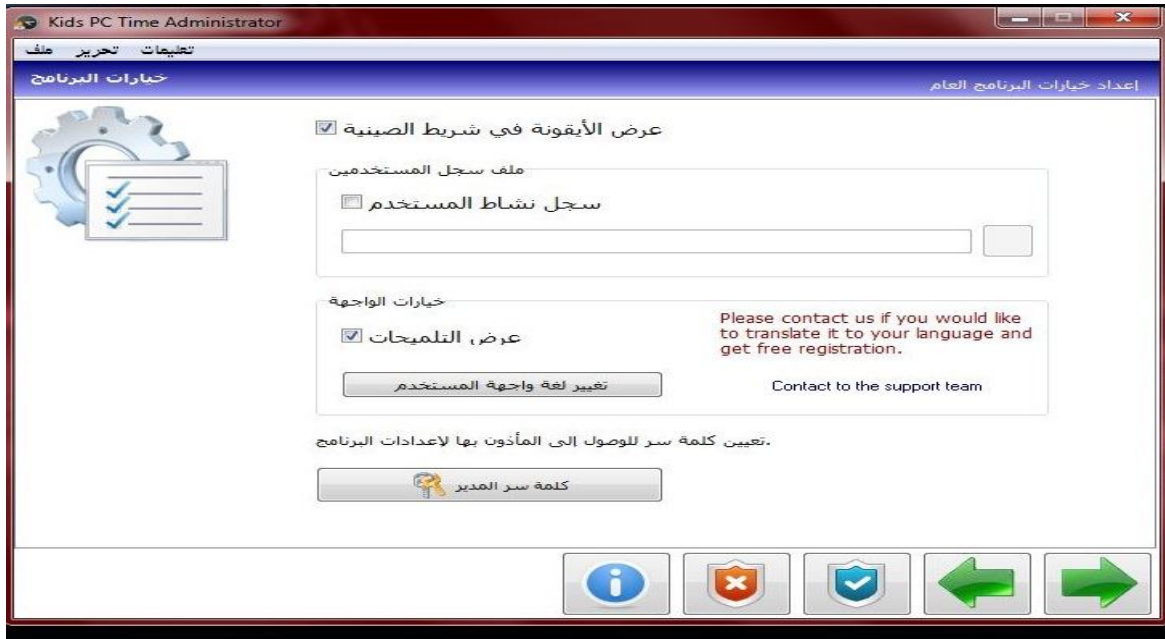 Kids PC Time Administrator
ملف تحرير تعليمات
خيارات البرنامج
إعداد خيارات البرنامج العام
عرض الأيقونة في شريط الصينية
ملف سجل المستخدمين
سجل نشاط المستخدم
خيارات الواجهة
عرض التلميحات
Please contact us if you would like
to translate it to your language and
get free registration.
تغيير لغة واجهة المستخدم
Contact to the support team
تعيين كلمة سر للوصول إلى المأذون بها لإعدادات البرنامج.
كلمة سر المدير